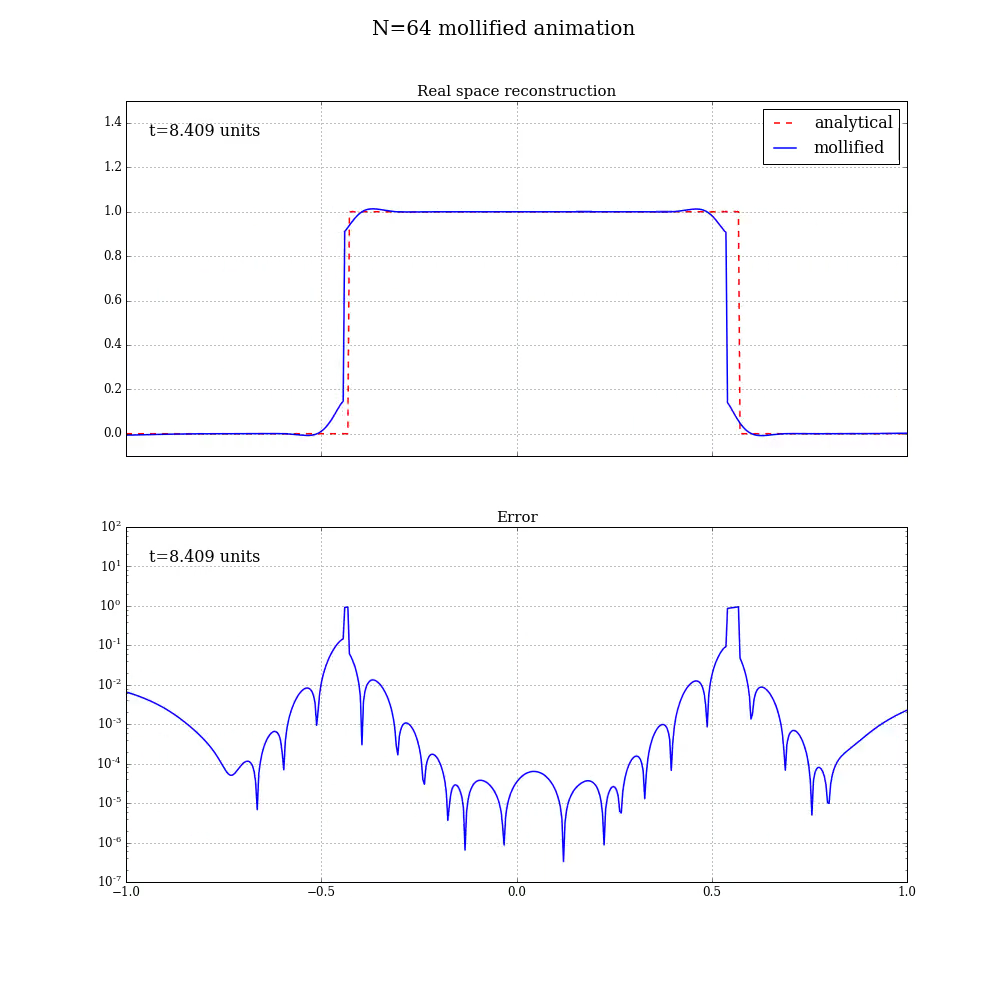 N=64 mollified animation
Real space reconstruction
t=8.409 units
analytical
mollified
1.4
1.2
1.0
0.8
0.6
0.4
0.2
0.0
Error
t=8.409 units
10²
10¹
10⁰
10⁻¹
10⁻²
10⁻³
10⁻⁴
10⁻⁵
10⁻⁶
10⁻⁷
−1.0 −0.5 0.0 0.5 1.0